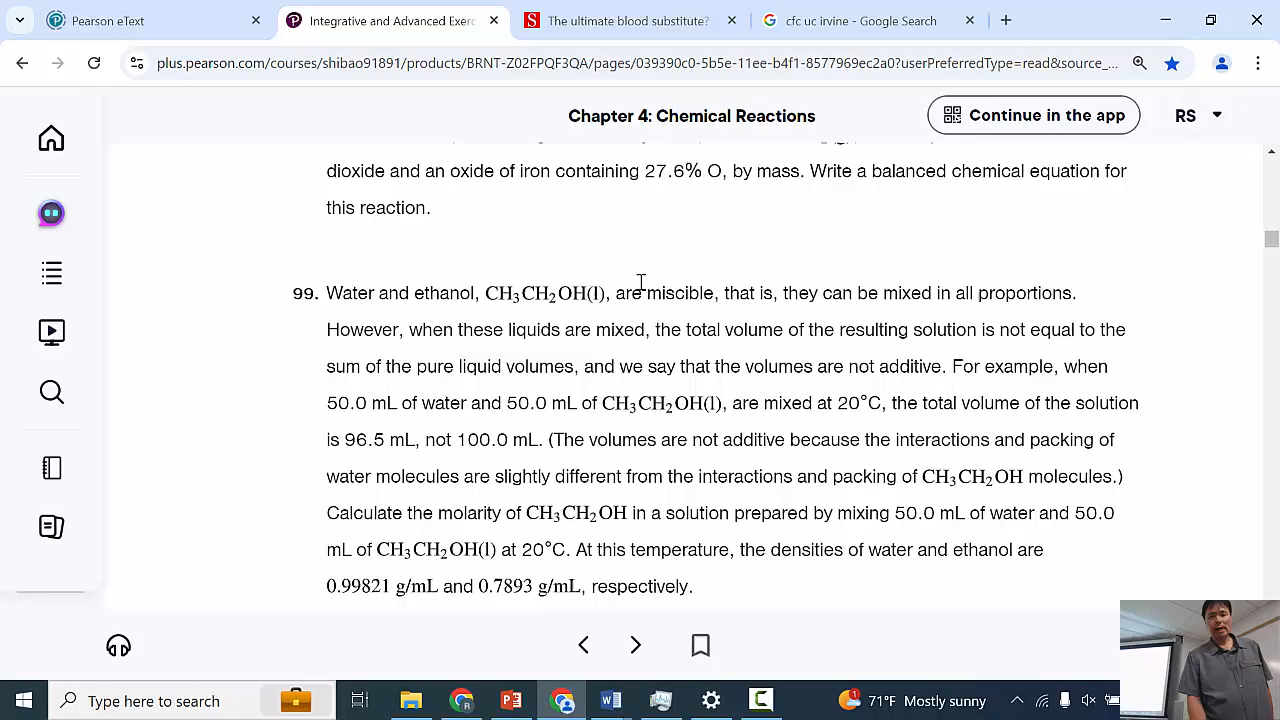 Pearson eText
Integrative and Advanced Exerc
The ultimate blood substitute?
cfc uc irvine - Google Search
plus.pearson.com/courses/shibao91891/products/BRNT-Z02FPQF3QA/pages/039390c0-5b5e-11ee-b4f1-8577969ec2a0?userPreferredType=read&source_...
Chapter 4: Chemical Reactions
Continue in the app
RS
dioxide and an oxide of iron containing 27.6% O, by mass. Write a balanced chemical equation for
this reaction.
99. Water and ethanol, CH₃CH₂OH(l), are miscible, that is, they can be mixed in all proportions.
However, when these liquids are mixed, the total volume of the resulting solution is not equal to the
sum of the pure liquid volumes, and we say that the volumes are not additive. For example, when
50.0 mL of water and 50.0 mL of CH₃CH₂OH(l), are mixed at 20°C, the total volume of the solution
is 96.5 mL, not 100.0 mL. (The volumes are not additive because the interactions and packing of
water molecules are slightly different from the interactions and packing of CH₃CH₂OH molecules.)
Calculate the molarity of CH₃CH₂OH in a solution prepared by mixing 50.0 mL of water and 50.0
mL of CH₃CH₂OH(l) at 20°C. At this temperature, the densities of water and ethanol are
0.99821 g/mL and 0.7893 g/mL, respectively.
Type here to search
71°F Mostly sunny